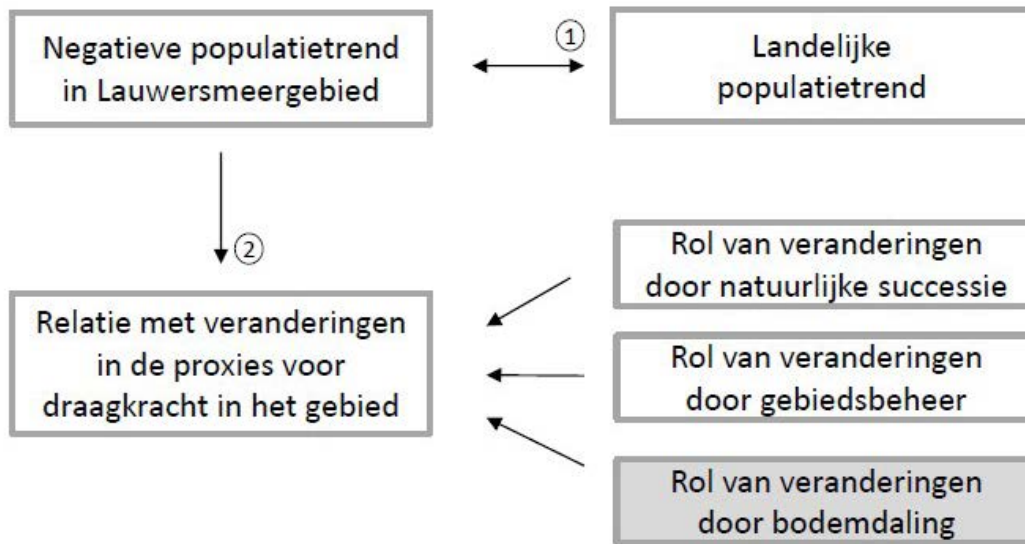 Negatieve populatietrend
in Lauwersmeergebied
1
Landelijke
populatietrend
2
Relatie met veranderingen
in de proxies voor
draagkracht in het gebied
Rol van veranderingen
door natuurlijke successie
Rol van veranderingen
door gebiedsbeheer
Rol van veranderingen
door bodemdaling